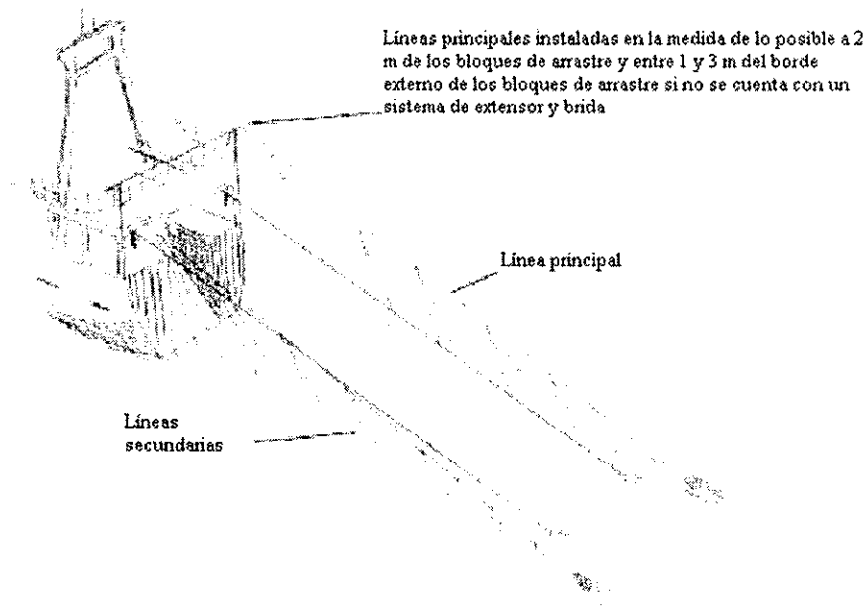 Líneas principales instaladas en la medida de lo posible a 2
m de los bloques de arrastre y entre 1 y 3 m del borde
externo de los bloques de arrastre si no se cuenta con un
sistema de extensor y brida
Línea principal
Líneas
secundarias